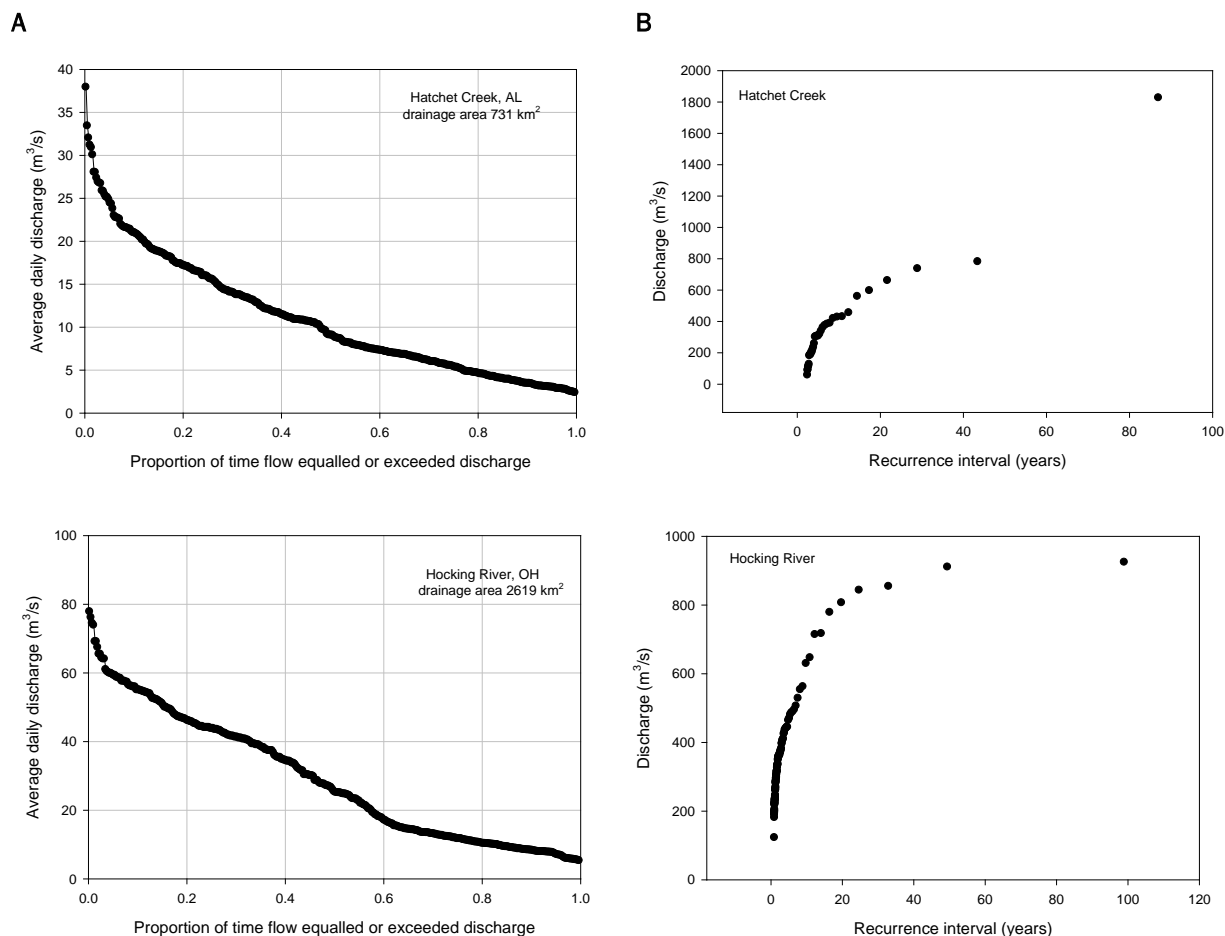 A
B
Average daily discharge (m³/s)
40
35
30
25
20
15
10
5
0
Hatchet Creek, AL
drainage area 731 km²
0.0 0.2 0.4 0.6 0.8 1.0
Proportion of time flow equalled or exceeded discharge
Discharge (m³/s)
2000
1800
1600
1400
1200
1000
800
600
400
200
0
Hatchet Creek
0 20 40 60 80 100
Recurrence interval (years)
Average daily discharge (m³/s)
100
80
60
40
20
0
Hocking River, OH
drainage area 2619 km²
0.0 0.2 0.4 0.6 0.8 1.0
Proportion of time flow equalled or exceeded discharge
Discharge (m³/s)
1000
800
600
400
200
0
Hocking River
0 20 40 60 80 100 120
Recurrence interval (years)